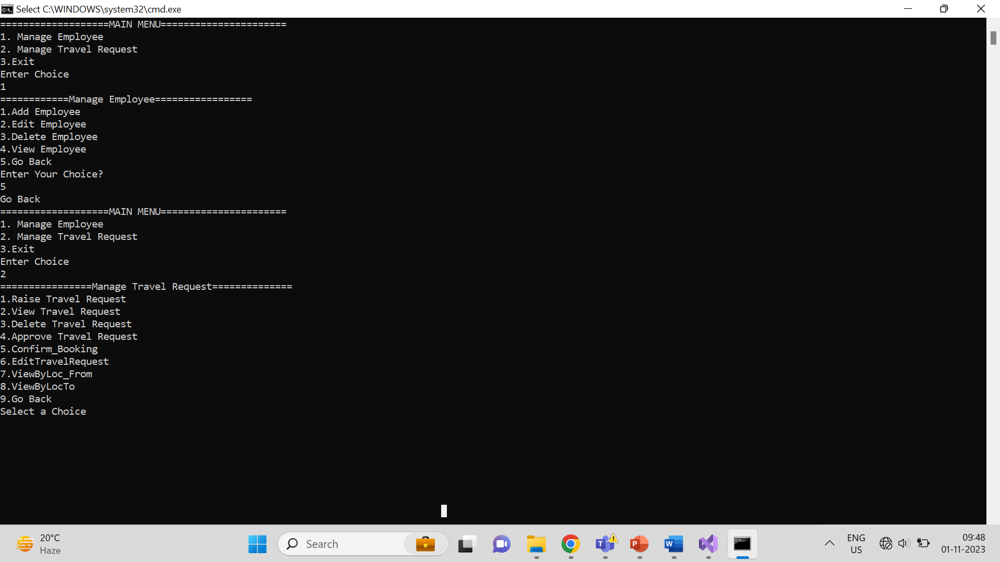 Select C:\WINDOWS\system32\cmd.exe
===================MAIN MENU======================
1. Manage Employee
2. Manage Travel Request
3.Exit
Enter Choice
1
============Manage Employee=================
1.Add Employee
2.Edit Employee
3.Delete Employee
4.View Employee
5.Go Back
Enter Your Choice?
5
Go Back
===================MAIN MENU======================
1. Manage Employee
2. Manage Travel Request
3.Exit
Enter Choice
2
================Manage Travel Request==============
1.Raise Travel Request
2.View Travel Request
3.Delete Travel Request
4.Approve Travel Request
5.Confirm_Booking
6.EditTravelRequest
7.ViewByLoc_From
8.ViewByLocTo
9.Go Back
Select a Choice
20°C
Haze
Search
ENG
US
09:48
01-11-2023